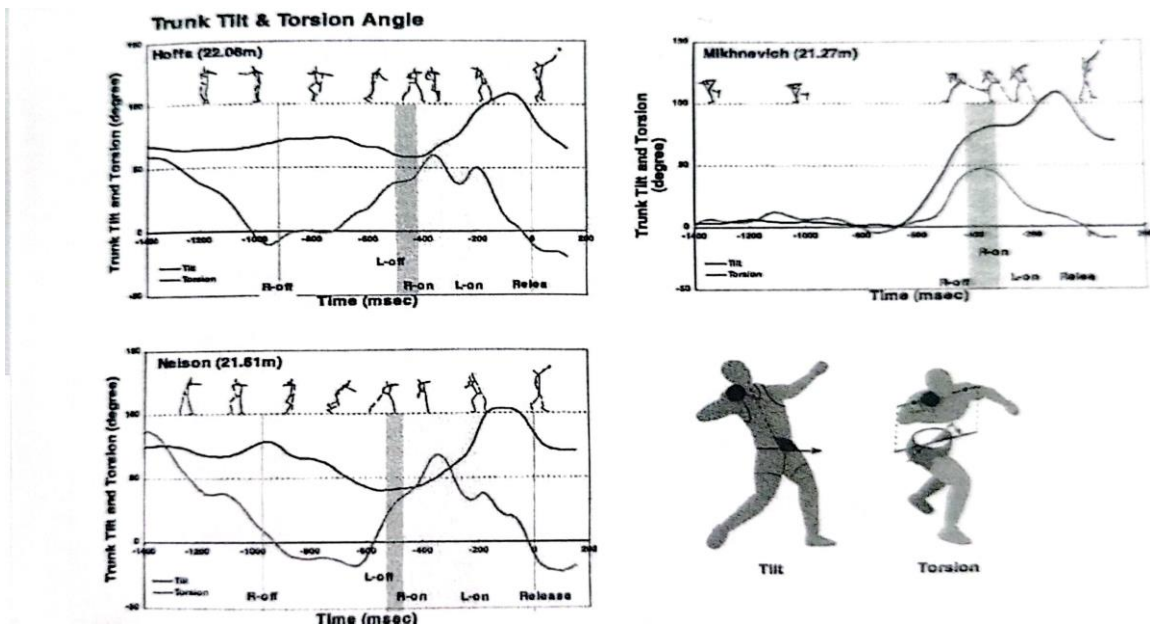 Trunk Tilt & Torsion Angle
Hoffa (22.06m)
Trunk Tilt and Torsion (degree)
150
100
50
0
-50
-1400 -1200 -1000 -800 -600 -400 -200 0 200
Tilt
Torsion
L-off
R-off R-on L-on Relea
Time (msec)
Mikhnevich (21.27m)
Trunk Tilt and Torsion
(degree)
150
100
50
0
-50
-1400 -1200 -1000 -800 -600 -400 -200 0 200
Tilt
Torsion
R-on
R-off L-on Relea
Time (msec)
Nelson (21.61m)
Trunk Tilt and Torsion (degree
150
100
50
0
-50
-1400 -1200 -1000 -800 -600 -400 -200 0 200
Tilt
Torsion
L-off
R-off R-on L-on Release
Time (msec)
Tilt Torsion